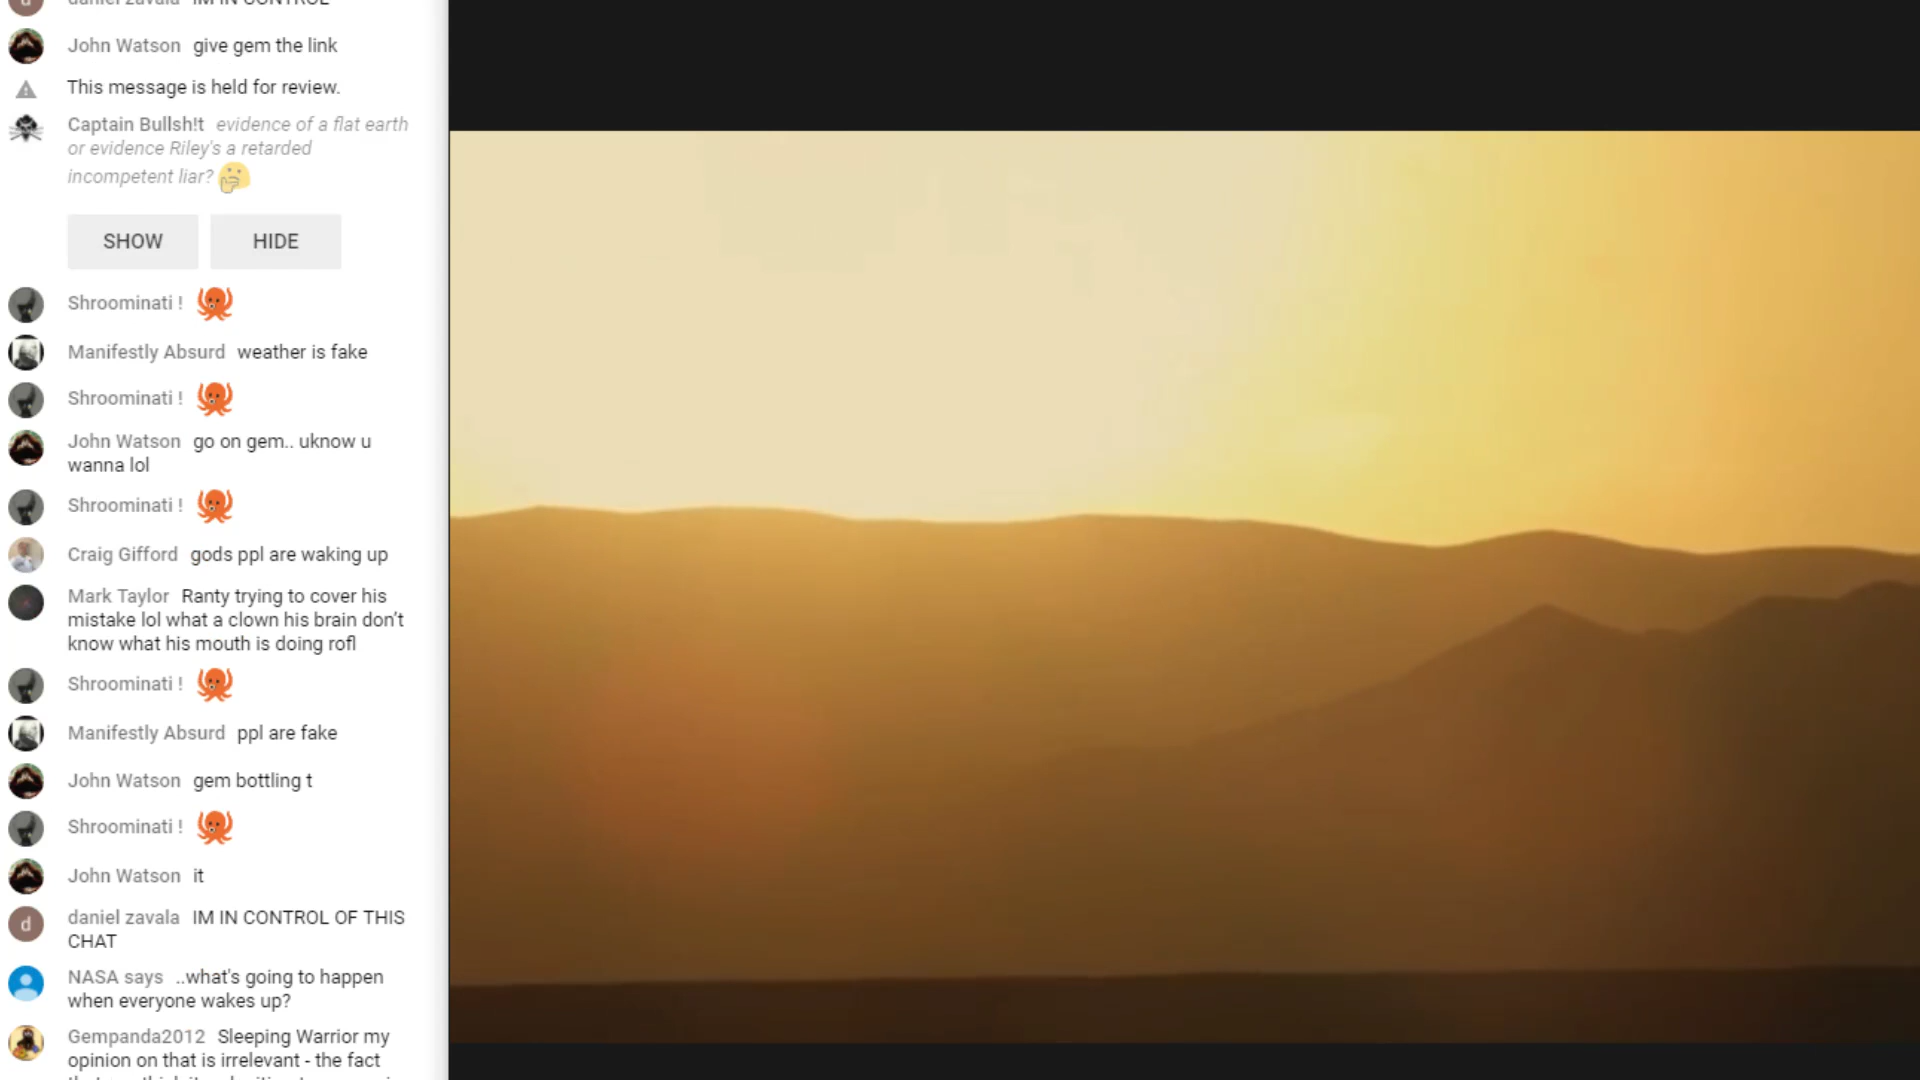 daniel zavala IM IN CONTROL
John Watson give gem the link
This message is held for review.
Captain Bullsh!t evidence of a flat earth
or evidence Riley's a retarded
incompetent liar?
SHOW HIDE
Shroominati !
Manifestly Absurd weather is fake
Shroominati !
John Watson go on gem.. uknow u
wanna lol
Shroominati !
Craig Gifford gods ppl are waking up
Mark Taylor Ranty trying to cover his
mistake lol what a clown his brain don't
know what his mouth is doing rofl
Shroominati !
Manifestly Absurd ppl are fake
John Watson gem bottling t
Shroominati !
John Watson it
d daniel zavala IM IN CONTROL OF THIS
CHAT
NASA says ..what's going to happen
when everyone wakes up?
Gempanda2012 Sleeping Warrior my
opinion on that is irrelevant - the fact